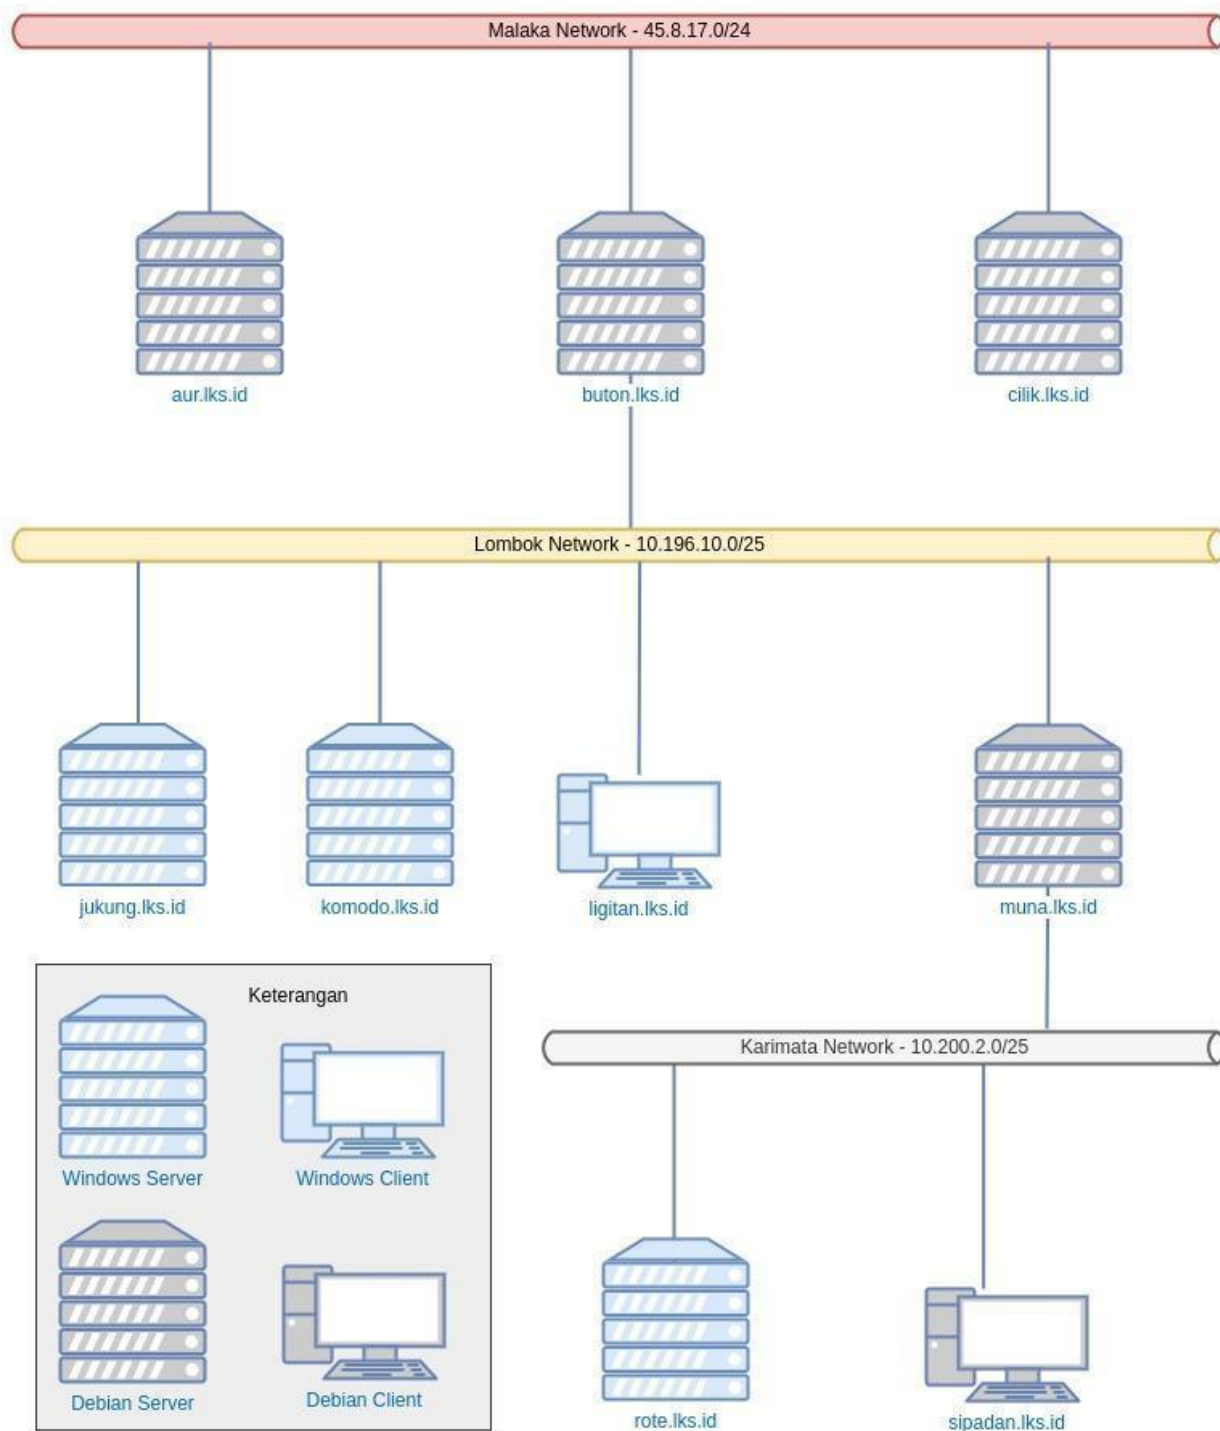 Malaka Network - 45.8.17.0/24
aur.lks.id
buton.lks.id
cilik.lks.id
Lombok Network - 10.196.10.0/25
jukung.lks.id
komodo.lks.id
ligitan.lks.id
muna.lks.id
Keterangan
Windows Server
Windows Client
Debian Server
Debian Client
Karimata Network - 10.200.2.0/25
rote.lks.id
sipadan.lks.id